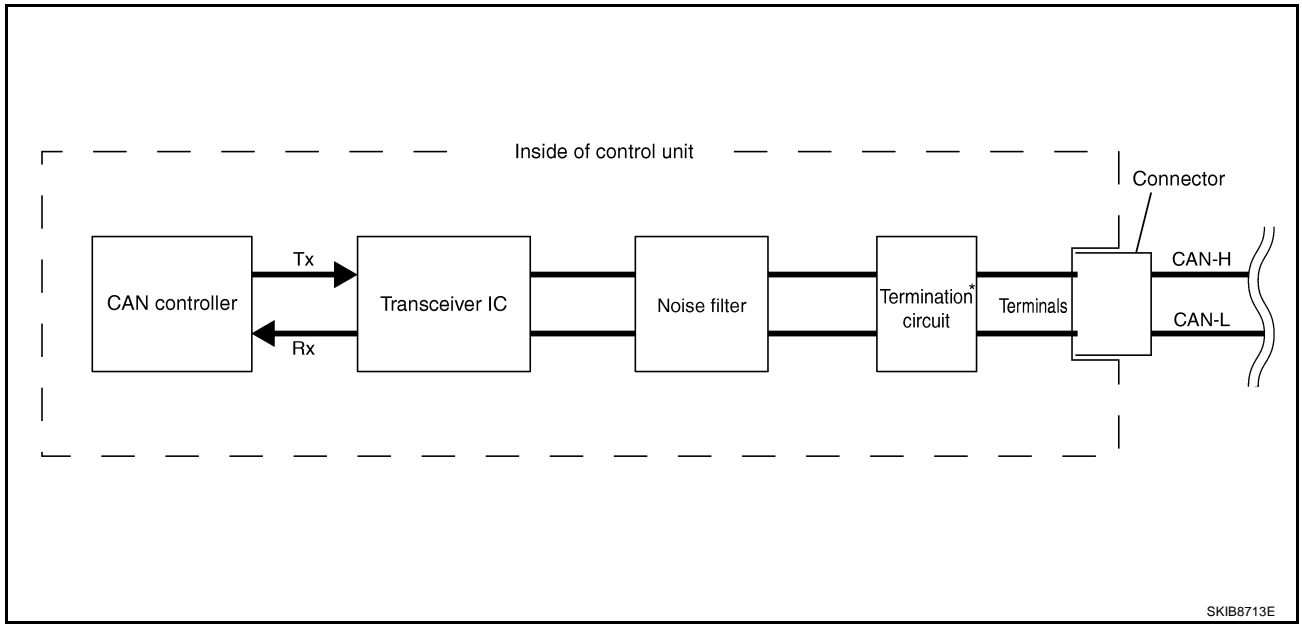 Inside of control unit
Connector
CAN controller
Tx
Rx
Transceiver IC
Noise filter
Termination*
circuit
Terminals
CAN-H
CAN-L
SKIB8713E